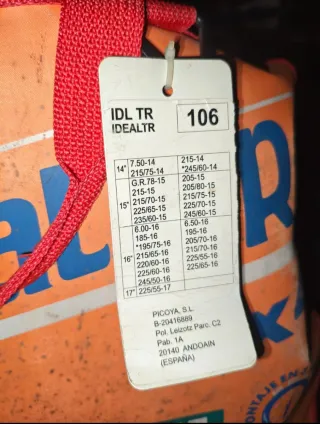 IDL TR
IDEALTR
106
14" 7.50-14 215-14
215/75-14 *245/60-14
15" G.R.78-15 205-15
215-15 205/80-15
215/70-15 215/75-15
225/65-15 225/70-15
235/60-15 245/60-15
16" 6.00-16 6.50-16
185-16 195-16
*195/75-16 205/70-16
215/65-16 215/70-16
220/60-16 225/55-16
225/60-16 225/65-16
245/50-16
17" 225/55-17
PICOYA, S.L.
B-20416889
Pol. Leizotz Parc. C2
Pab. 1A
20140 ANDOAIN
(ESPAÑA)